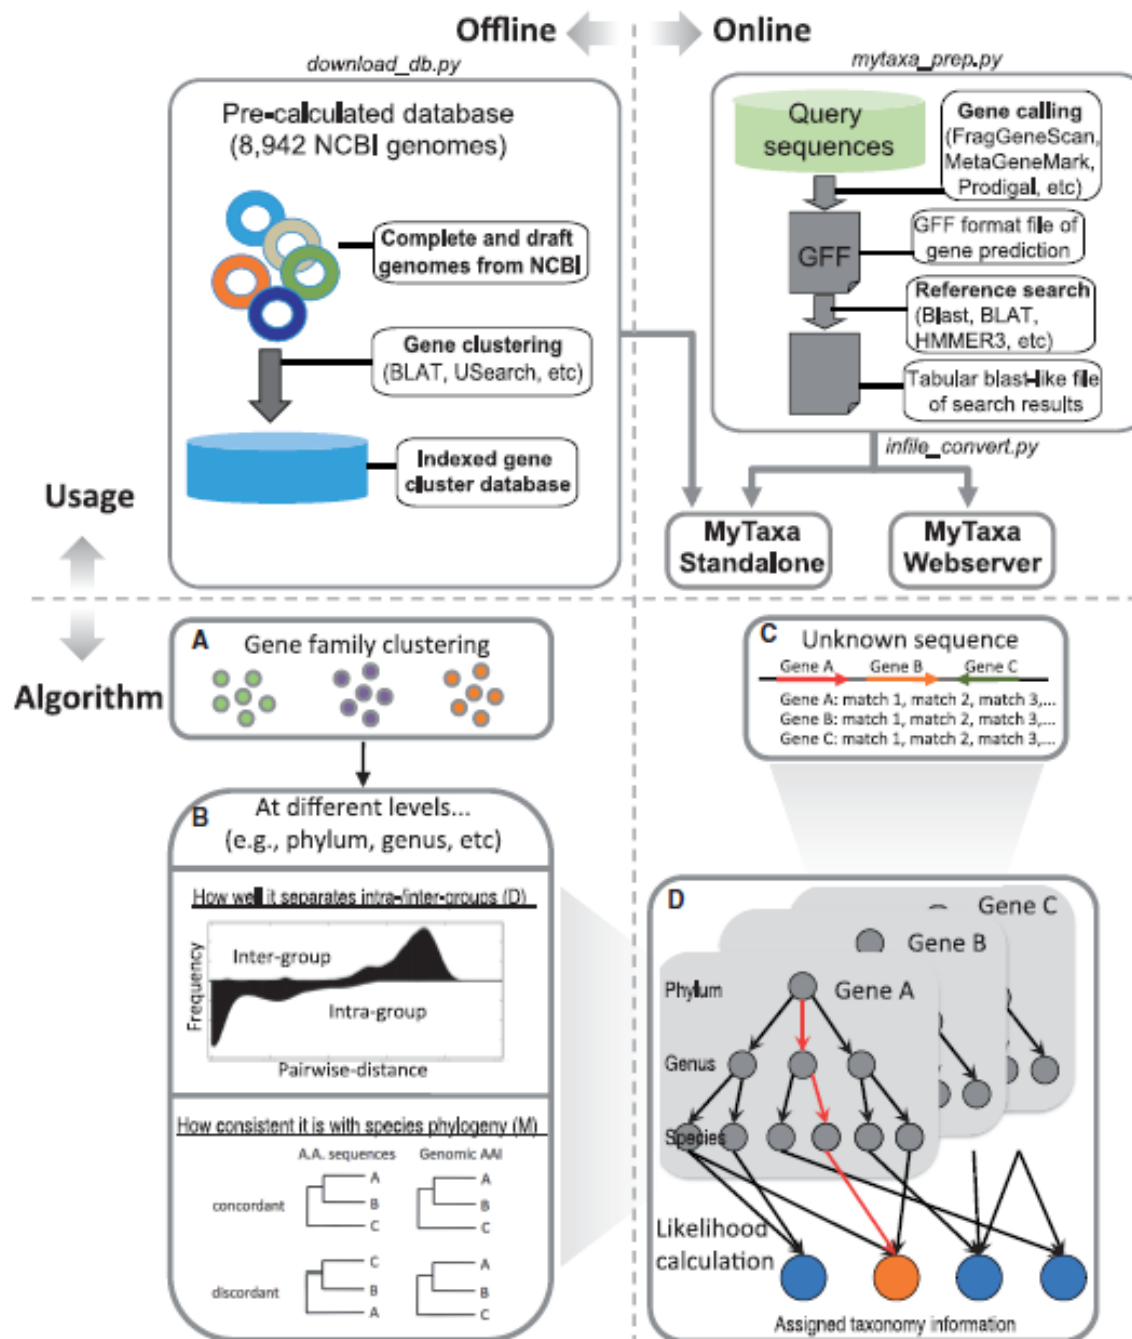 Offline
Online
download_db.py
mytaxa_prep.py
Pre-calculated database
(8,942 NCBI genomes)
Complete and draft
genomes from NCBI
Gene clustering
(BLAT, USearch, etc)
Indexed gene
cluster database
Query
sequences
Gene calling
(FragGeneScan,
MetaGeneMark,
Prodigal, etc)
GFF
GFF format file of
gene prediction
Reference search
(Blast, BLAT,
HMMER3, etc)
Tabular blast-like file
of search results
infile_convert.py
MyTaxa
Standalone
MyTaxa
Webserver
Usage
Algorithm
A
Gene family clustering
B
At different levels...
(e.g., phylum, genus, etc)
How well it separates intra-/inter-groups (D)
Frequency
Inter-group
Intra-group
Pairwise-distance
How consistent it is with species phylogeny (M)
A.A. sequences
Genomic AAI
concordant
A
B
C
A
B
C
discordant
C
B
A
A
B
C
C
Unknown sequence
Gene A
Gene B
Gene C
Gene A: match 1, match 2, match 3,...
Gene B: match 1, match 2, match 3,...
Gene C: match 1, match 2, match 3,...
D
Gene C
Gene B
Gene A
Phylum
Genus
Species
Likelihood
calculation
Assigned taxonomy information